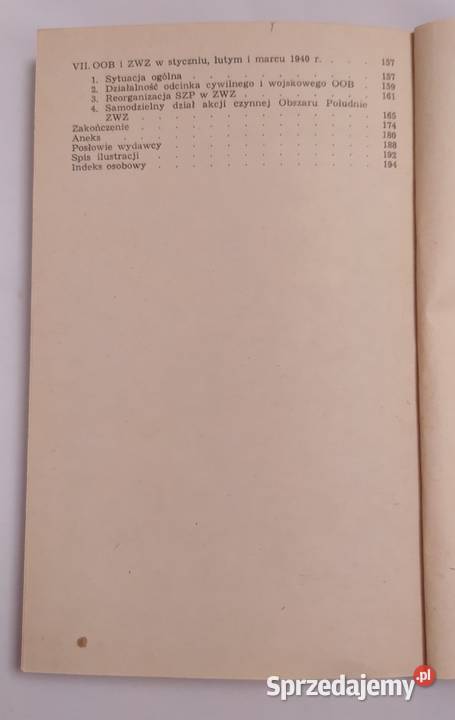 VII. OOB i ZWZ w styczniu, lutym i marcu 1940 r. . . . 157
1. Sytuacja ogólna . . . . . . . . . . 157
2. Działalność odcinka cywilnego i wojskowego OOB . . 159
3. Reorganizacja SZP w ZWZ . . . . . . . 161
4. Samodzielny dział akcji czynnej Obszaru Południe
ZWZ . . . . . . . . . . . . . 165
Zakończenie . . . . . . . . . . . . 174
Aneks . . . . . . . . . . . . . 180
Posłowie wydawcy . . . . . . . . . . 188
Spis ilustracji . . . . . . . . . . . 192
Indeks osobowy . . . . . . . . . . . 194
Sprzedajemy.pl